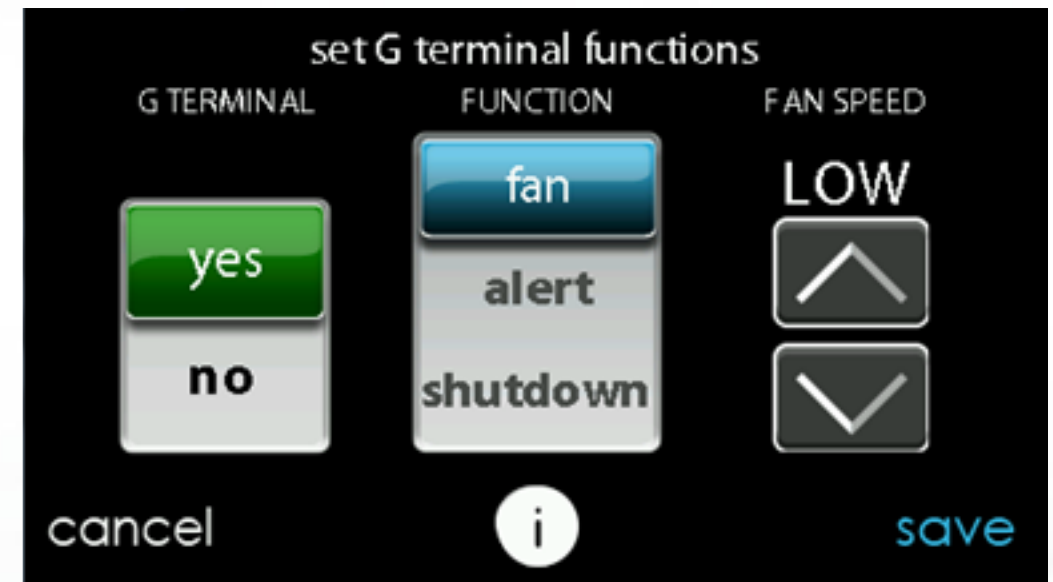 set G terminal functions
G TERMINAL FUNCTION FAN SPEED
yes fan LOW
no alert
shutdown
cancel i save